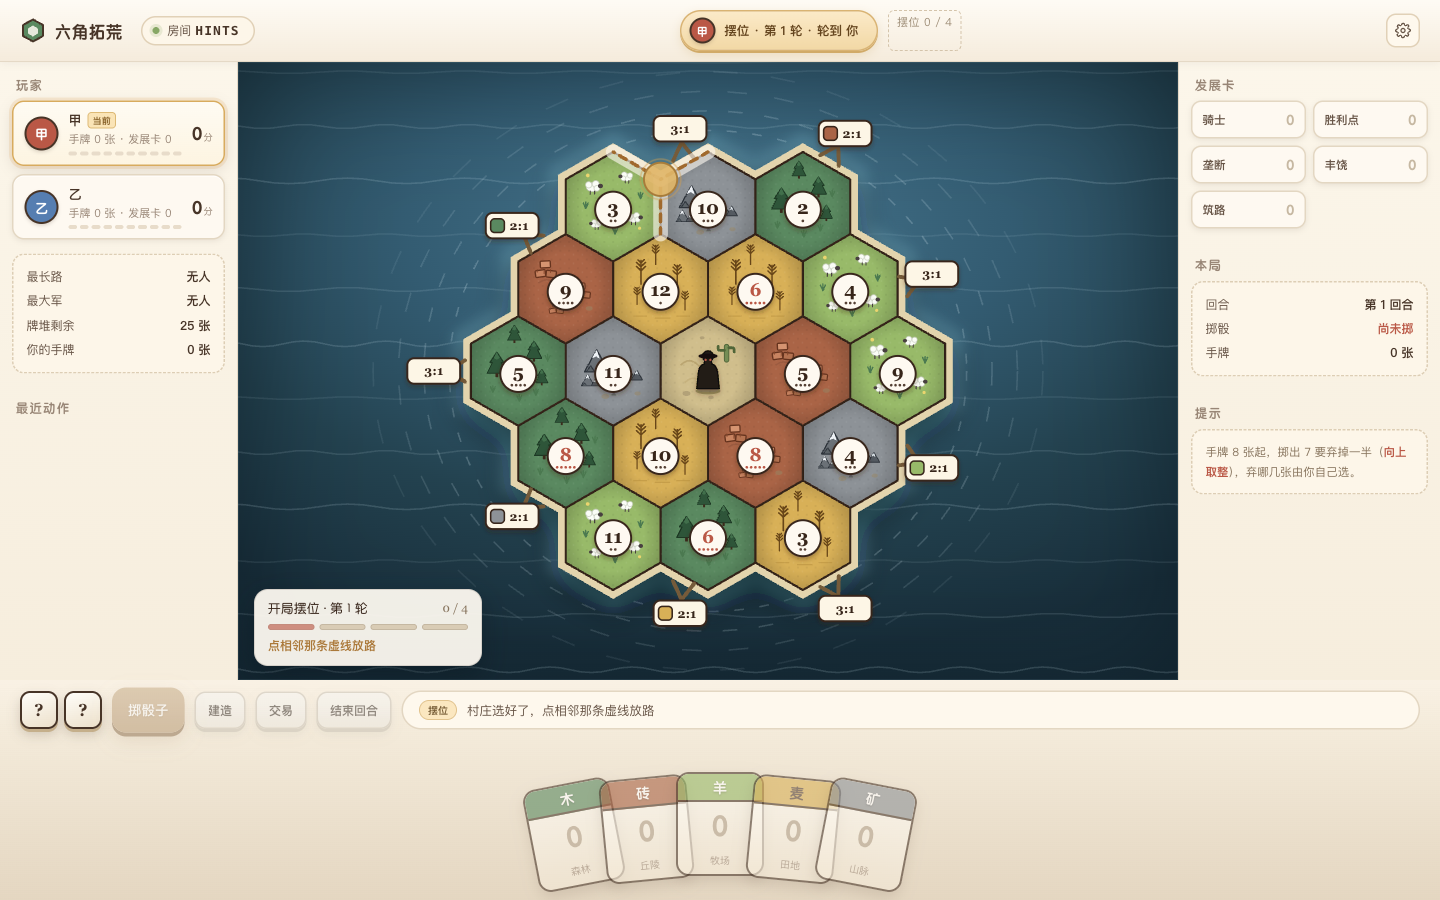 六角拓荒
房间 HINTS
甲 摆位 · 第 1 轮 · 轮到 你
摆位 0 / 4
玩家
甲 甲 当前
手牌 0 张 · 发展卡 0
0分
乙 乙
手牌 0 张 · 发展卡 0
0分
最长路 无人
最大军 无人
牌堆剩余 25 张
你的手牌 0 张
最近动作
3:1
2:1
3
10
2
2:1
9
12
6
4
3:1
3:1
5
11
5
9
8
10
8
4
2:1
2:1
11
6
3
2:1
3:1
开局摆位 · 第 1 轮 0 / 4
点相邻那条虚线放路
发展卡
骑士 0
胜利点 0
垄断 0
丰饶 0
筑路 0
本局
回合 第 1 回合
掷骰 尚未掷
手牌 0 张
提示
手牌 8 张起，掷出 7 要弃掉一半（向上
取整），弃哪几张由你自己选。
? ? 掷骰子 建造 交易 结束回合
摆位 村庄选好了，点相邻那条虚线放路
木 0 森林
砖 0 丘陵
羊 0 牧场
麦 0 田地
矿 0 山脉